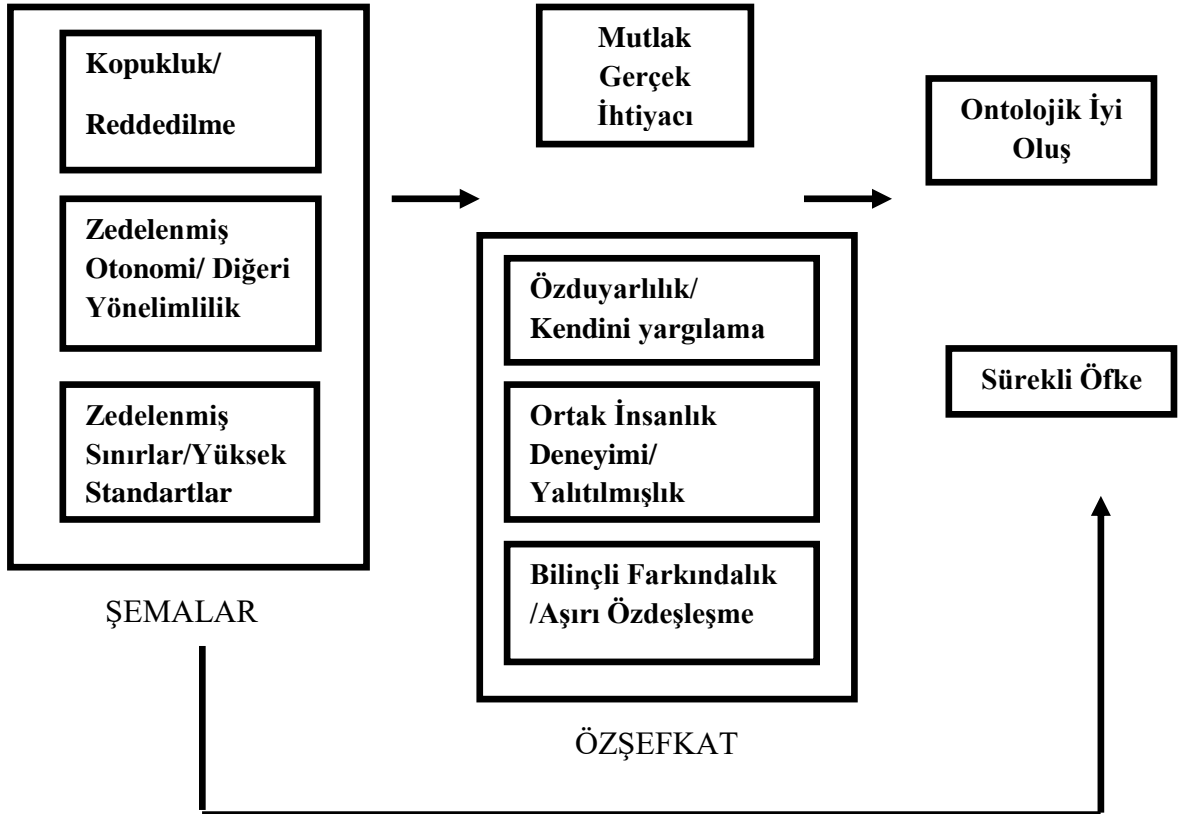 Kopukluk/
Reddedilme
Zedelenmiş
Otonomi/ Diğeri
Yönelimlilik
Zedelenmiş
Sınırlar/Yüksek
Standartlar
ŞEMALAR
Mutlak
Gerçek
İhtiyacı
Özduyarlılık/
Kendini yargılama
Ortak İnsanlık
Deneyimi/
Yalıtılmışlık
Bilinçli Farkındalık
/Aşırı Özdeşleşme
ÖZŞEFKAT
Ontolojik İyi
Oluş
Sürekli Öfke